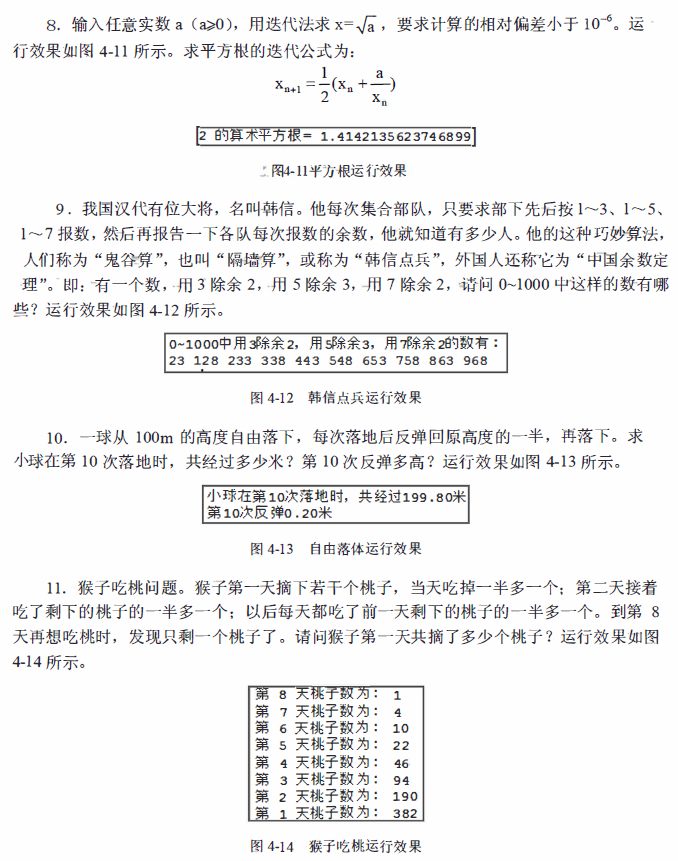 8. 输入任意实数 a（a≥0），用迭代法求 x=√a，要求计算的相对偏差小于 10⁻⁶。运
行效果如图 4-11 所示。求平方根的迭代公式为：
xₙ₊₁ = 1/2(xₙ + a/xₙ)
2 的算术平方根= 1.4142135623746899
图4-11平方根运行效果
9．我国汉代有位大将，名叫韩信。他每次集合部队，只要求部下先后按 1～3、1～5、
1～7 报数，然后再报告一下各队每次报数的余数，他就知道有多少人。他的这种巧妙算法，
人们称为“鬼谷算”，也叫“隔墙算”，或称为“韩信点兵”，外国人还称它为“中国余数定
理”。即：有一个数，用 3 除余 2，用 5 除余 3，用 7 除余 2，请问 0~1000 中这样的数有哪
些？运行效果如图 4-12 所示。
0~1000中用3除余2，用5除余3，用7除余2的数有：
23 128 233 338 443 548 653 758 863 968
图 4-12 韩信点兵运行效果
10．一球从 100m 的高度自由落下，每次落地后反弹回原高度的一半，再落下。求
小球在第 10 次落地时，共经过多少米？第 10 次反弹多高？运行效果如图 4-13 所示。
小球在第10次落地时，共经过199.80米
第10次反弹0.20米
图 4-13 自由落体运行效果
11．猴子吃桃问题。猴子第一天摘下若干个桃子，当天吃掉一半多一个；第二天接着
吃了剩下的桃子的一半多一个；以后每天都吃了前一天剩下的桃子的一半多一个。到第 8
天再想吃桃时，发现只剩一个桃子了。请问猴子第一天共摘了多少个桃子？运行效果如图
4-14 所示。
第 8 天桃子数为： 1
第 7 天桃子数为： 4
第 6 天桃子数为： 10
第 5 天桃子数为： 22
第 4 天桃子数为： 46
第 3 天桃子数为： 94
第 2 天桃子数为： 190
第 1 天桃子数为： 382
图 4-14 猴子吃桃运行效果